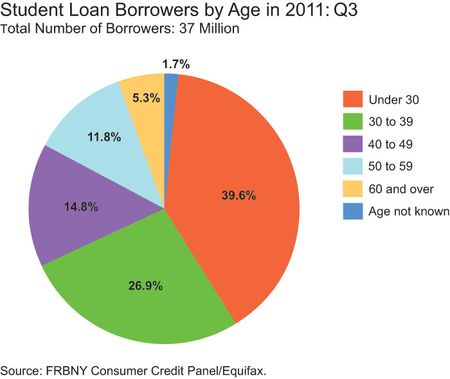 Student Loan Borrowers by Age in 2011: Q3
Total Number of Borrowers: 37 Million
1.7%
5.3%
11.8%
39.6%
14.8%
26.9%
Under 30
30 to 39
40 to 49
50 to 59
60 and over
Age not known
Source: FRBNY Consumer Credit Panel/Equifax.